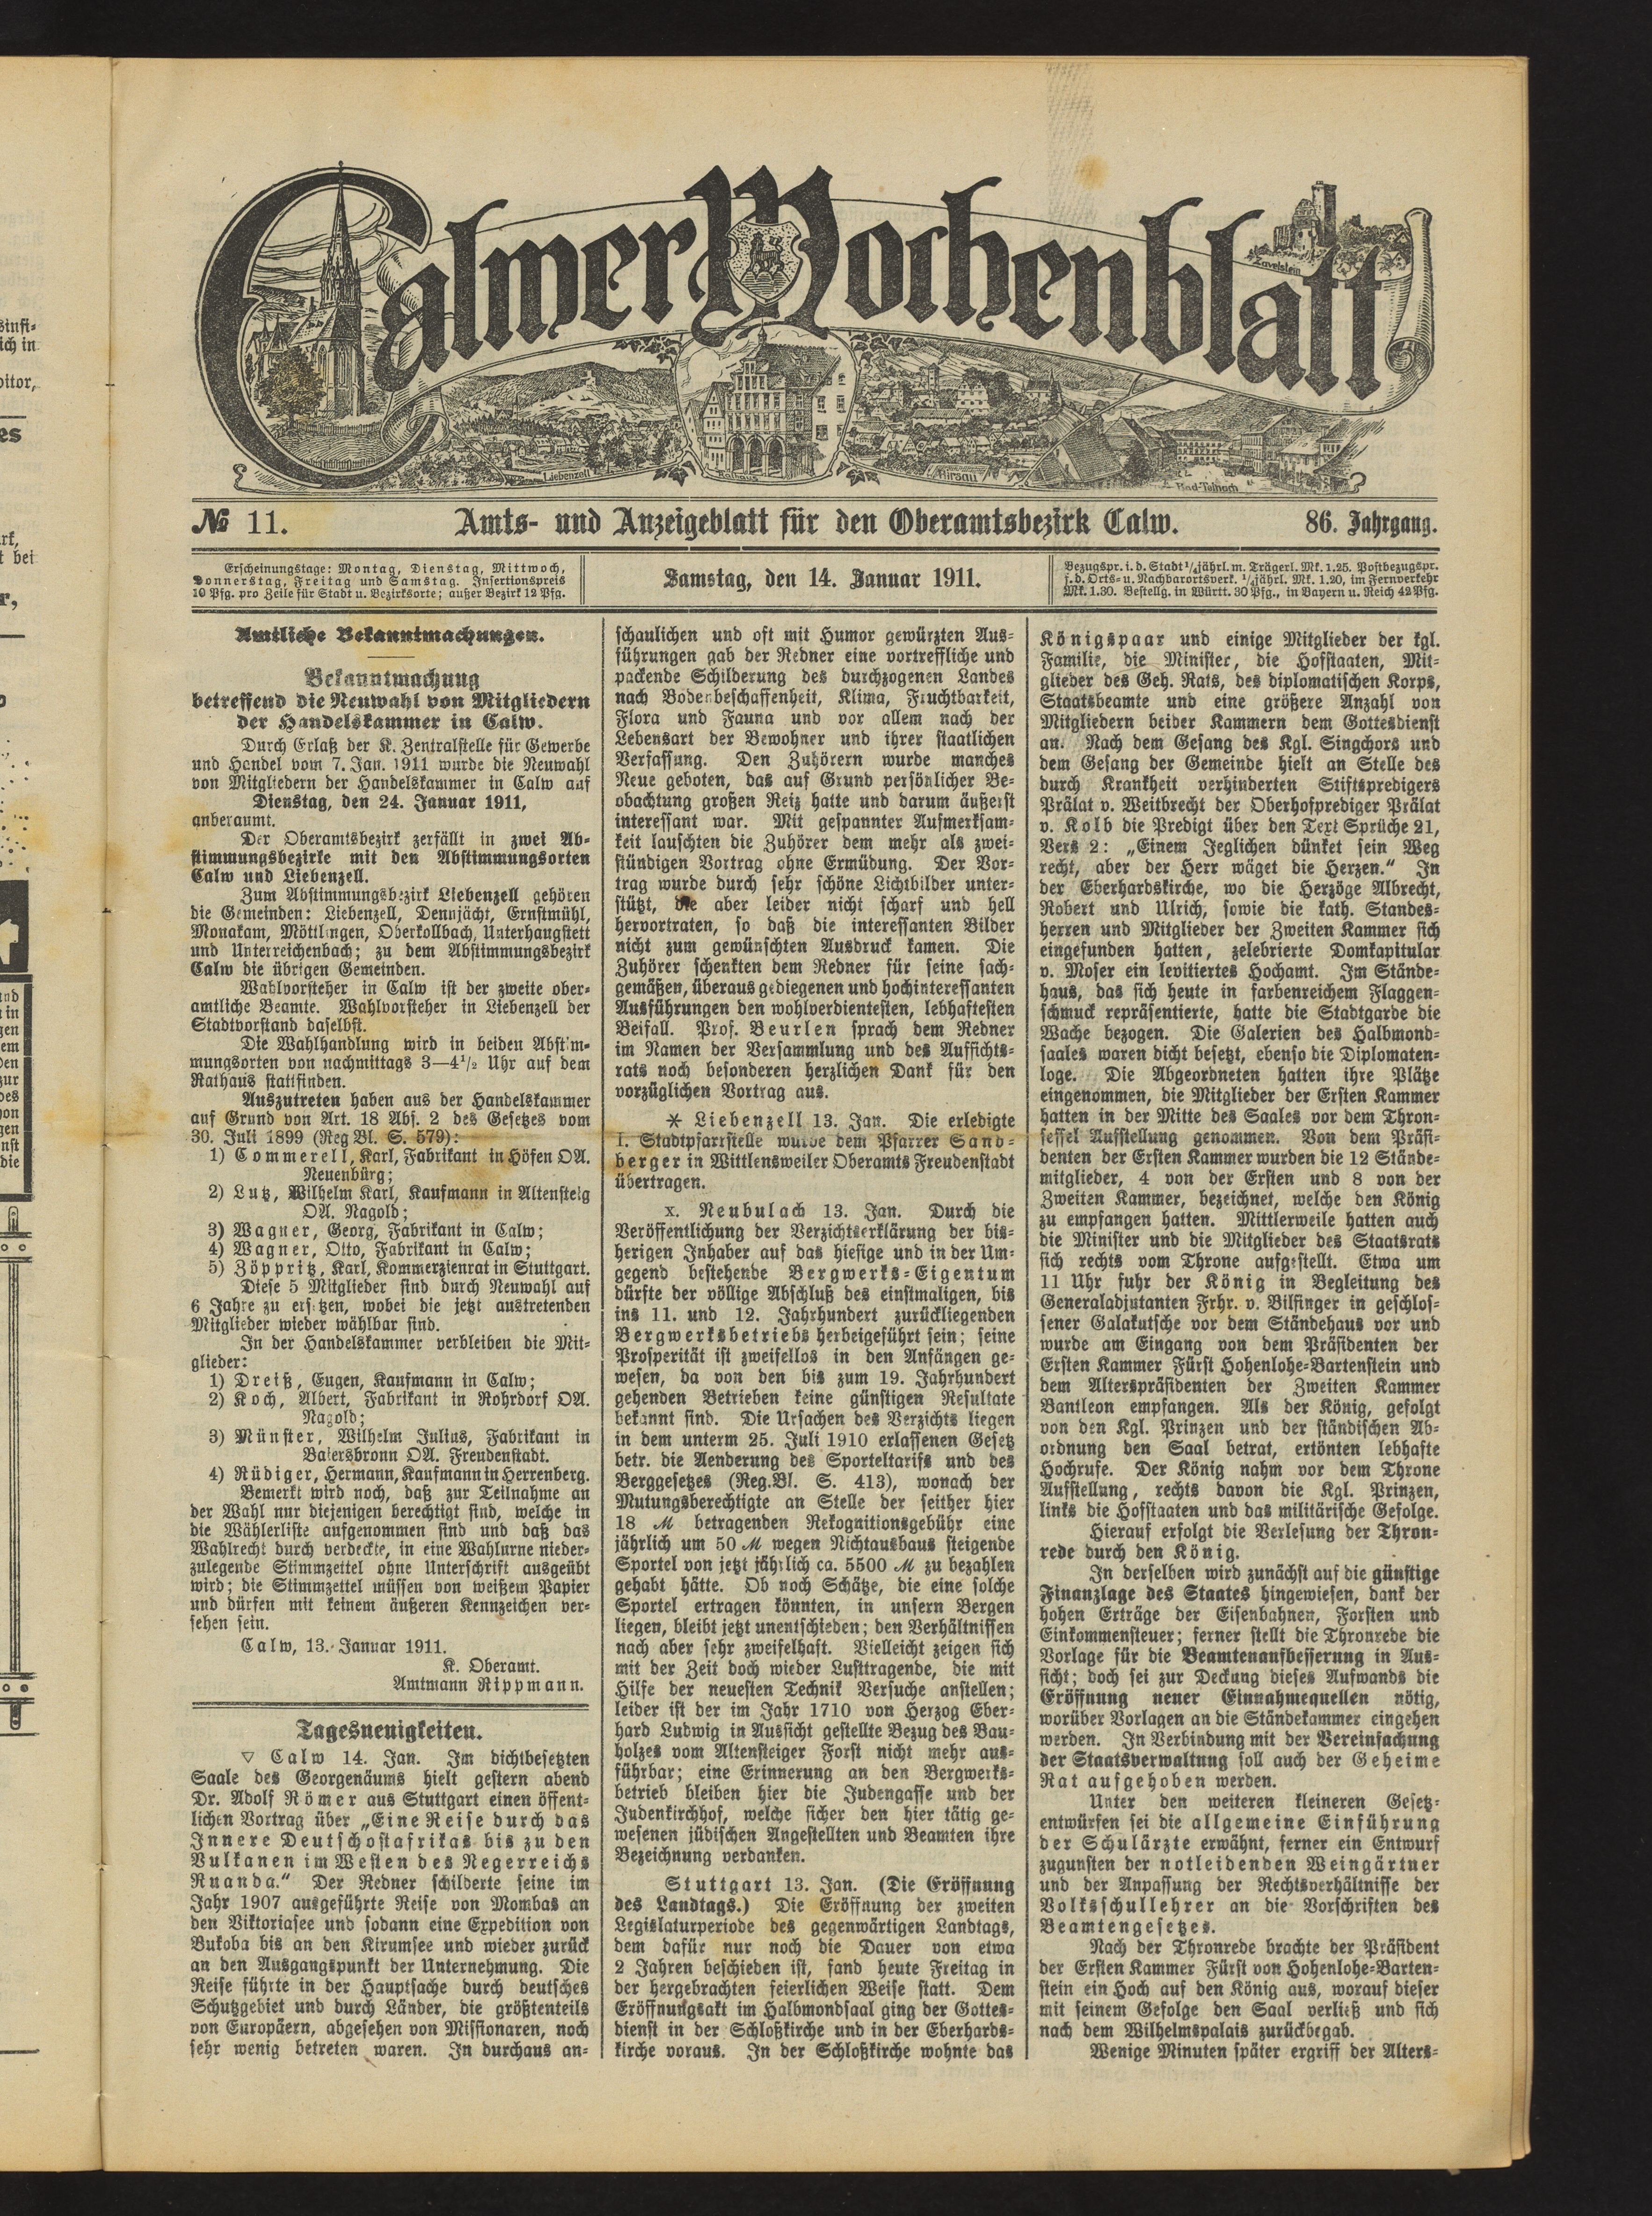 Calwer Wochenblatt
Zavelstein
Liebenzell
Rathaus
Hirsau
Bad-Teinach
№ 11.
Amts- und Anzeigeblatt für den Oberamtsbezirk Calw.
86. Jahrgang.
Erscheinungstage: Montag, Dienstag, Mittwoch,
Donnerstag, Freitag und Samstag. Insertionspreis
10 Pfg. pro Zeile für Stadt u. Bezirksorte; außer Bezirk 12 Pfg.
Samstag, den 14. Januar 1911.
Bezugspr. i. d. Stadt ¼jährl. m. Trägerl. Mk. 1.25. Postbezugspr.
f. d. Orts- u. Nachbarortsverk. ¼jährl. Mk. 1.20, im Fernverkehr
Mk. 1.30. Bestellg. in Württ. 30 Pfg., in Bayern u. Reich 42 Pfg.
Amtliche Bekanntmachungen.
Bekanntmachung
betreffend die Neuwahl von Mitgliedern
der Handelskammer in Calw.
Durch Erlaß der K. Zentralstelle für Gewerbe
und Handel vom 7. Jan. 1911 wurde die Neuwahl
von Mitgliedern der Handelskammer in Calw auf
Dienstag, den 24. Januar 1911,
anberaumt.
Der Oberamtsbezirk zerfällt in zwei Ab-
stimmungsbezirke mit den Abstimmungsorten
Calw und Liebenzell.
Zum Abstimmungsbezirk Liebenzell gehören
die Gemeinden: Liebenzell, Dennjächt, Ernstmühl,
Monakam, Möttlingen, Oberkollbach, Unterhaugstett
und Unterreichenbach; zu dem Abstimmungsbezirk
Calw die übrigen Gemeinden.
Wahlvorsteher in Calw ist der zweite ober-
amtliche Beamte. Wahlvorsteher in Liebenzell der
Stadtvorstand daselbst.
Die Wahlhandlung wird in beiden Abstim-
mungsorten von nachmittags 3—4½ Uhr auf dem
Rathaus stattfinden.
Auszutreten haben aus der Handelskammer
auf Grund von Art. 18 Abs. 2 des Gesetzes vom
30. Juli 1899 (Reg Bl. S. 579):
1) Commerell, Karl, Fabrikant in Höfen OA.
Neuenbürg;
2) Lutz, Wilhelm Karl, Kaufmann in Altensteig
OA. Nagold;
3) Wagner, Georg, Fabrikant in Calw;
4) Wagner, Otto, Fabrikant in Calw;
5) Zöppritz, Karl, Kommerzienrat in Stuttgart.
Diese 5 Mitglieder sind durch Neuwahl auf
6 Jahre zu ersetzen, wobei die jetzt austretenden
Mitglieder wieder wählbar sind.
In der Handelskammer verbleiben die Mit-
glieder:
1) Dreiß, Eugen, Kaufmann in Calw;
2) Koch, Albert, Fabrikant in Rohrdorf OA.
Nagold;
3) Münster, Wilhelm Julius, Fabrikant in
Baiersbronn OA. Freudenstadt.
4) Rüdiger, Hermann, Kaufmann in Herrenberg.
Bemerkt wird noch, daß zur Teilnahme an
der Wahl nur diejenigen berechtigt sind, welche in
die Wählerliste aufgenommen sind und daß das
Wahlrecht durch verdeckte, in eine Wahlurne nieder-
zulegende Stimmzettel ohne Unterschrift ausgeübt
wird; die Stimmzettel müssen von weißem Papier
und dürfen mit keinem äußeren Kennzeichen ver-
sehen sein.
Calw, 13. Januar 1911.
K. Oberamt.
Amtmann Rippmann.
Tagesneuigkeiten.
▽ Calw 14. Jan. Im dichtbesetzten
Saale des Georgenäums hielt gestern abend
Dr. Adolf Römer aus Stuttgart einen öffent-
lichen Vortrag über „Eine Reise durch das
Innere Deutschostafrikas bis zu den
Vulkanen im Westen des Negerreichs
Ruanda.“ Der Redner schilderte seine im
Jahr 1907 ausgeführte Reise von Mombas an
den Viktoriasee und sodann eine Expedition von
Bukoba bis an den Kirumsee und wieder zurück
an den Ausgangspunkt der Unternehmung. Die
Reise führte in der Hauptsache durch deutsches
Schutzgebiet und durch Länder, die größtenteils
von Europäern, abgesehen von Missionaren, noch
sehr wenig betreten waren. In durchaus an-
schaulichen und oft mit Humor gewürzten Aus-
führungen gab der Redner eine vortreffliche und
packende Schilderung des durchzogenen Landes
nach Bodenbeschaffenheit, Klima, Fruchtbarkeit,
Flora und Fauna und vor allem nach der
Lebensart der Bewohner und ihrer staatlichen
Verfassung. Den Zuhörern wurde manches
Neue geboten, das auf Grund persönlicher Be-
obachtung großen Reiz hatte und darum äußerst
interessant war. Mit gespannter Aufmerksam-
keit lauschten die Zuhörer dem mehr als zwei-
stündigen Vortrag ohne Ermüdung. Der Vor-
trag wurde durch sehr schöne Lichtbilder unter-
stützt, die aber leider nicht scharf und hell
hervortraten, so daß die interessanten Bilder
nicht zum gewünschten Ausdruck kamen. Die
Zuhörer schenkten dem Redner für seine sach-
gemäßen, überaus gediegenen und hochinteressanten
Ausführungen den wohlverdientesten, lebhaftesten
Beifall. Prof. Beurlen sprach dem Redner
im Namen der Versammlung und des Aufsichts-
rats noch besonderen herzlichen Dank für den
vorzüglichen Vortrag aus.
* Liebenzell 13. Jan. Die erledigte
I. Stadtpfarrstelle wurde dem Pfarrer Sand-
berger in Wittlensweiler Oberamts Freudenstadt
übertragen.
x. Neubulach 13. Jan. Durch die
Veröffentlichung der Verzichtserklärung der bis-
herigen Inhaber auf das hiesige und in der Um-
gegend bestehende Bergwerks-Eigentum
dürfte der völlige Abschluß des einstmaligen, bis
ins 11. und 12. Jahrhundert zurückliegenden
Bergwerksbetriebs herbeigeführt sein; seine
Prosperität ist zweifellos in den Anfängen ge-
wesen, da von den bis zum 19. Jahrhundert
gehenden Betrieben keine günstigen Resultate
bekannt sind. Die Ursachen des Verzichts liegen
in dem unterm 25. Juli 1910 erlassenen Gesetz
betr. die Aenderung des Sporteltarifs und des
Berggesetzes (Reg.Bl. S. 413), wonach der
Mutungsberechtigte an Stelle der seither hier
18 ℳ betragenden Rekognitionsgebühr eine
jährlich um 50 ℳ wegen Nichtausbaus steigende
Sportel von jetzt jährlich ca. 5500 ℳ zu bezahlen
gehabt hätte. Ob noch Schätze, die eine solche
Sportel ertragen könnten, in unsern Bergen
liegen, bleibt jetzt unentschieden; den Verhältnissen
nach aber sehr zweifelhaft. Vielleicht zeigen sich
mit der Zeit doch wieder Lusttragende, die mit
Hilfe der neuesten Technik Versuche anstellen;
leider ist der im Jahr 1710 von Herzog Eber-
hard Ludwig in Aussicht gestellte Bezug des Bau-
holzes vom Altensteiger Forst nicht mehr aus-
führbar; eine Erinnerung an den Bergwerks-
betrieb bleiben hier die Judengasse und der
Judenkirchhof, welche sicher den hier tätig ge-
wesenen jüdischen Angestellten und Beamten ihre
Bezeichnung verdanken.
Stuttgart 13. Jan. (Die Eröffnung
des Landtags.) Die Eröffnung der zweiten
Legislaturperiode des gegenwärtigen Landtags,
dem dafür nur noch die Dauer von etwa
2 Jahren beschieden ist, fand heute Freitag in
der hergebrachten feierlichen Weise statt. Dem
Eröffnungsakt im Halbmondsaal ging der Gottes-
dienst in der Schloßkirche und in der Eberhards-
kirche voraus. In der Schloßkirche wohnte das
Königspaar und einige Mitglieder der kgl.
Familie, die Minister, die Hofstaaten, Mit-
glieder des Geh. Rats, des diplomatischen Korps,
Staatsbeamte und eine größere Anzahl von
Mitgliedern beider Kammern dem Gottesdienst
an. Nach dem Gesang des Kgl. Singchors und
dem Gesang der Gemeinde hielt an Stelle des
durch Krankheit verhinderten Stiftspredigers
Prälat v. Weitbrecht der Oberhofprediger Prälat
v. Kolb die Predigt über den Text Sprüche 21,
Vers 2: „Einem Jeglichen dünket sein Weg
recht, aber der Herr wäget die Herzen.“ In
der Eberhardskirche, wo die Herzöge Albrecht,
Robert und Ulrich, sowie die kath. Standes-
herren und Mitglieder der Zweiten Kammer sich
eingefunden hatten, zelebrierte Domkapitular
v. Moser ein levitiertes Hochamt. Im Stände-
haus, das sich heute in farbenreichem Flaggen-
schmuck repräsentierte, hatte die Stadtgarde die
Wache bezogen. Die Galerien des Halbmond-
saales waren dicht besetzt, ebenso die Diplomaten-
loge. Die Abgeordneten hatten ihre Plätze
eingenommen, die Mitglieder der Ersten Kammer
hatten in der Mitte des Saales vor dem Thron-
sessel Aufstellung genommen. Von dem Präsi-
denten der Ersten Kammer wurden die 12 Stände-
mitglieder, 4 von der Ersten und 8 von der
Zweiten Kammer, bezeichnet, welche den König
zu empfangen hatten. Mittlerweile hatten auch
die Minister und die Mitglieder des Staatsrats
sich rechts vom Throne aufgestellt. Etwa um
11 Uhr fuhr der König in Begleitung des
Generaladjutanten Frhr. v. Bilfinger in geschlos-
sener Galakutsche vor dem Ständehaus vor und
wurde am Eingang von dem Präsidenten der
Ersten Kammer Fürst Hohenlohe-Bartenstein und
dem Alterspräsidenten der Zweiten Kammer
Bantleon empfangen. Als der König, gefolgt
von den Kgl. Prinzen und der ständischen Ab-
ordnung den Saal betrat, ertönten lebhafte
Hochrufe. Der König nahm vor dem Throne
Aufstellung, rechts davon die Kgl. Prinzen,
links die Hofstaaten und das militärische Gefolge.
Hierauf erfolgt die Verlesung der Thron-
rede durch den König.
In derselben wird zunächst auf die günstige
Finanzlage des Staates hingewiesen, dank der
hohen Erträge der Eisenbahnen, Forsten und
Einkommensteuer; ferner stellt die Thronrede die
Vorlage für die Beamtenaufbesserung in Aus-
sicht; doch sei zur Deckung dieses Aufwands die
Eröffnung neuer Einnahmequellen nötig,
worüber Vorlagen an die Ständekammer eingehen
werden. In Verbindung mit der Vereinfachung
der Staatsverwaltung soll auch der Geheime
Rat aufgehoben werden.
Unter den weiteren kleineren Gesetz-
entwürfen sei die allgemeine Einführung
der Schulärzte erwähnt, ferner ein Entwurf
zugunsten der notleidenden Weingärtner
und der Anpassung der Rechtsverhältnisse der
Volksschullehrer an die Vorschriften des
Beamtengesetzes.
Nach der Thronrede brachte der Präsident
der Ersten Kammer Fürst von Hohenlohe-Barten-
stein ein Hoch auf den König aus, worauf dieser
mit seinem Gefolge den Saal verließ und sich
nach dem Wilhelmspalais zurückbegab.
Wenige Minuten später ergriff der Alters-